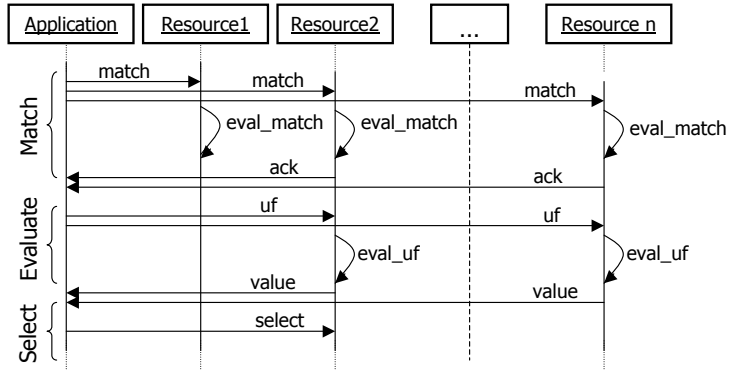 Application Resource1 Resource2 ... Resource n
match
match
match
eval_match eval_match eval_match
Match
ack
ack
uf
uf
Evaluate
eval_uf eval_uf
value
value
select
Select